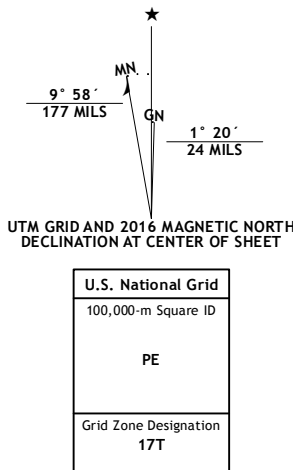 MN
GN
9° 58´
177 MILS
1° 20´
24 MILS
UTM GRID AND 2016 MAGNETIC NORTH
DECLINATION AT CENTER OF SHEET
U.S. National Grid
100,000-m Square ID
PE
Grid Zone Designation
17T